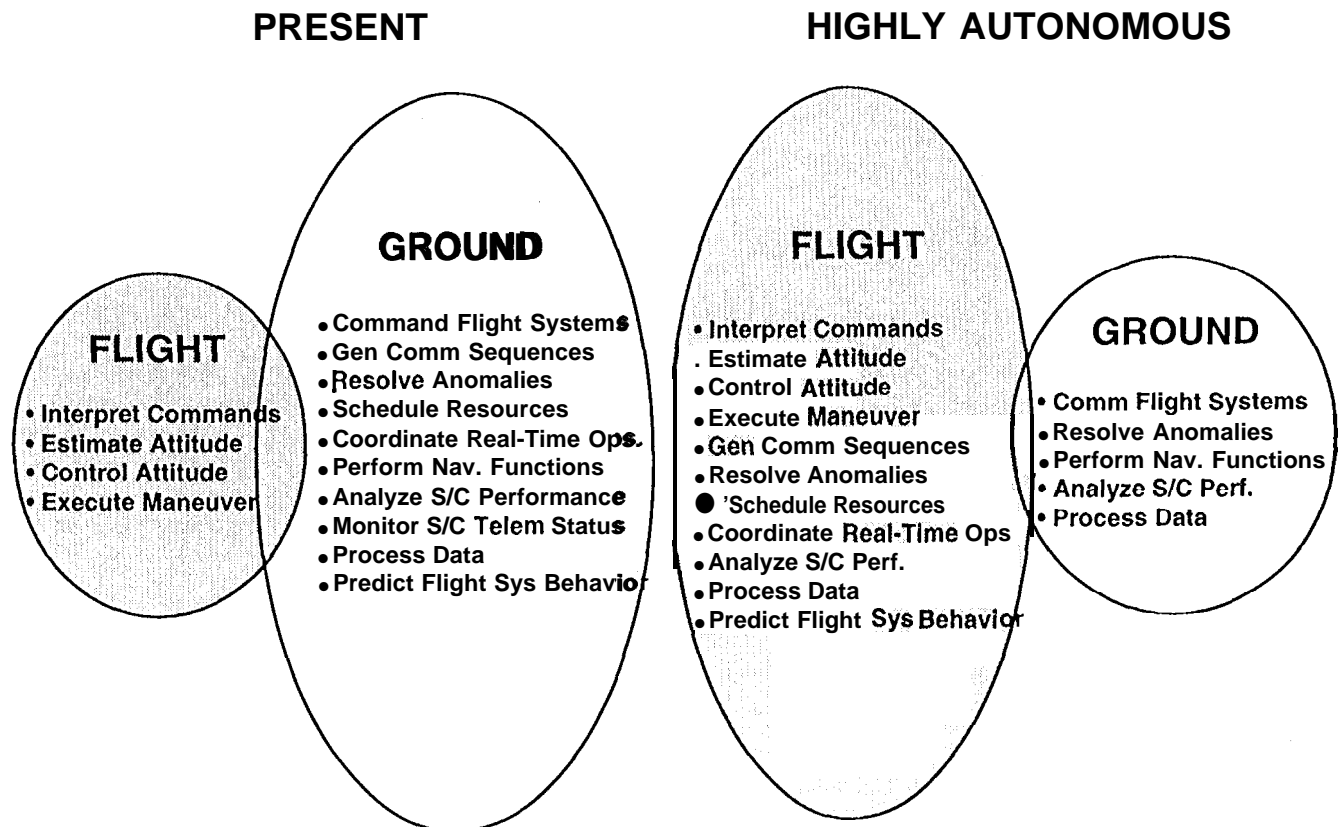 PRESENT
HIGHLY AUTONOMOUS
FLIGHT
• Interpret Commands
• Estimate Attitude
• Control Attitude
• Execute Maneuver
GROUND
• Command Flight Systems
• Gen Comm Sequences
• Resolve Anomalies
• Schedule Resources
• Coordinate Real-Time Ops.
• Perform Nav. Functions
• Analyze S/C Performance
• Monitor S/C Telem Status
• Process Data
• Predict Flight Sys Behavior
FLIGHT
• Interpret Commands
. Estimate Attitude
• Control Attitude
• Execute Maneuver
• Gen Comm Sequences
• Resolve Anomalies
● 'Schedule Resources
• Coordinate Real-Time Ops
• Analyze S/C Perf.
• Process Data
• Predict Flight Sys Behavior
GROUND
• Comm Flight Systems
• Resolve Anomalies
• Perform Nav. Functions
• Analyze S/C Perf.
• Process Data